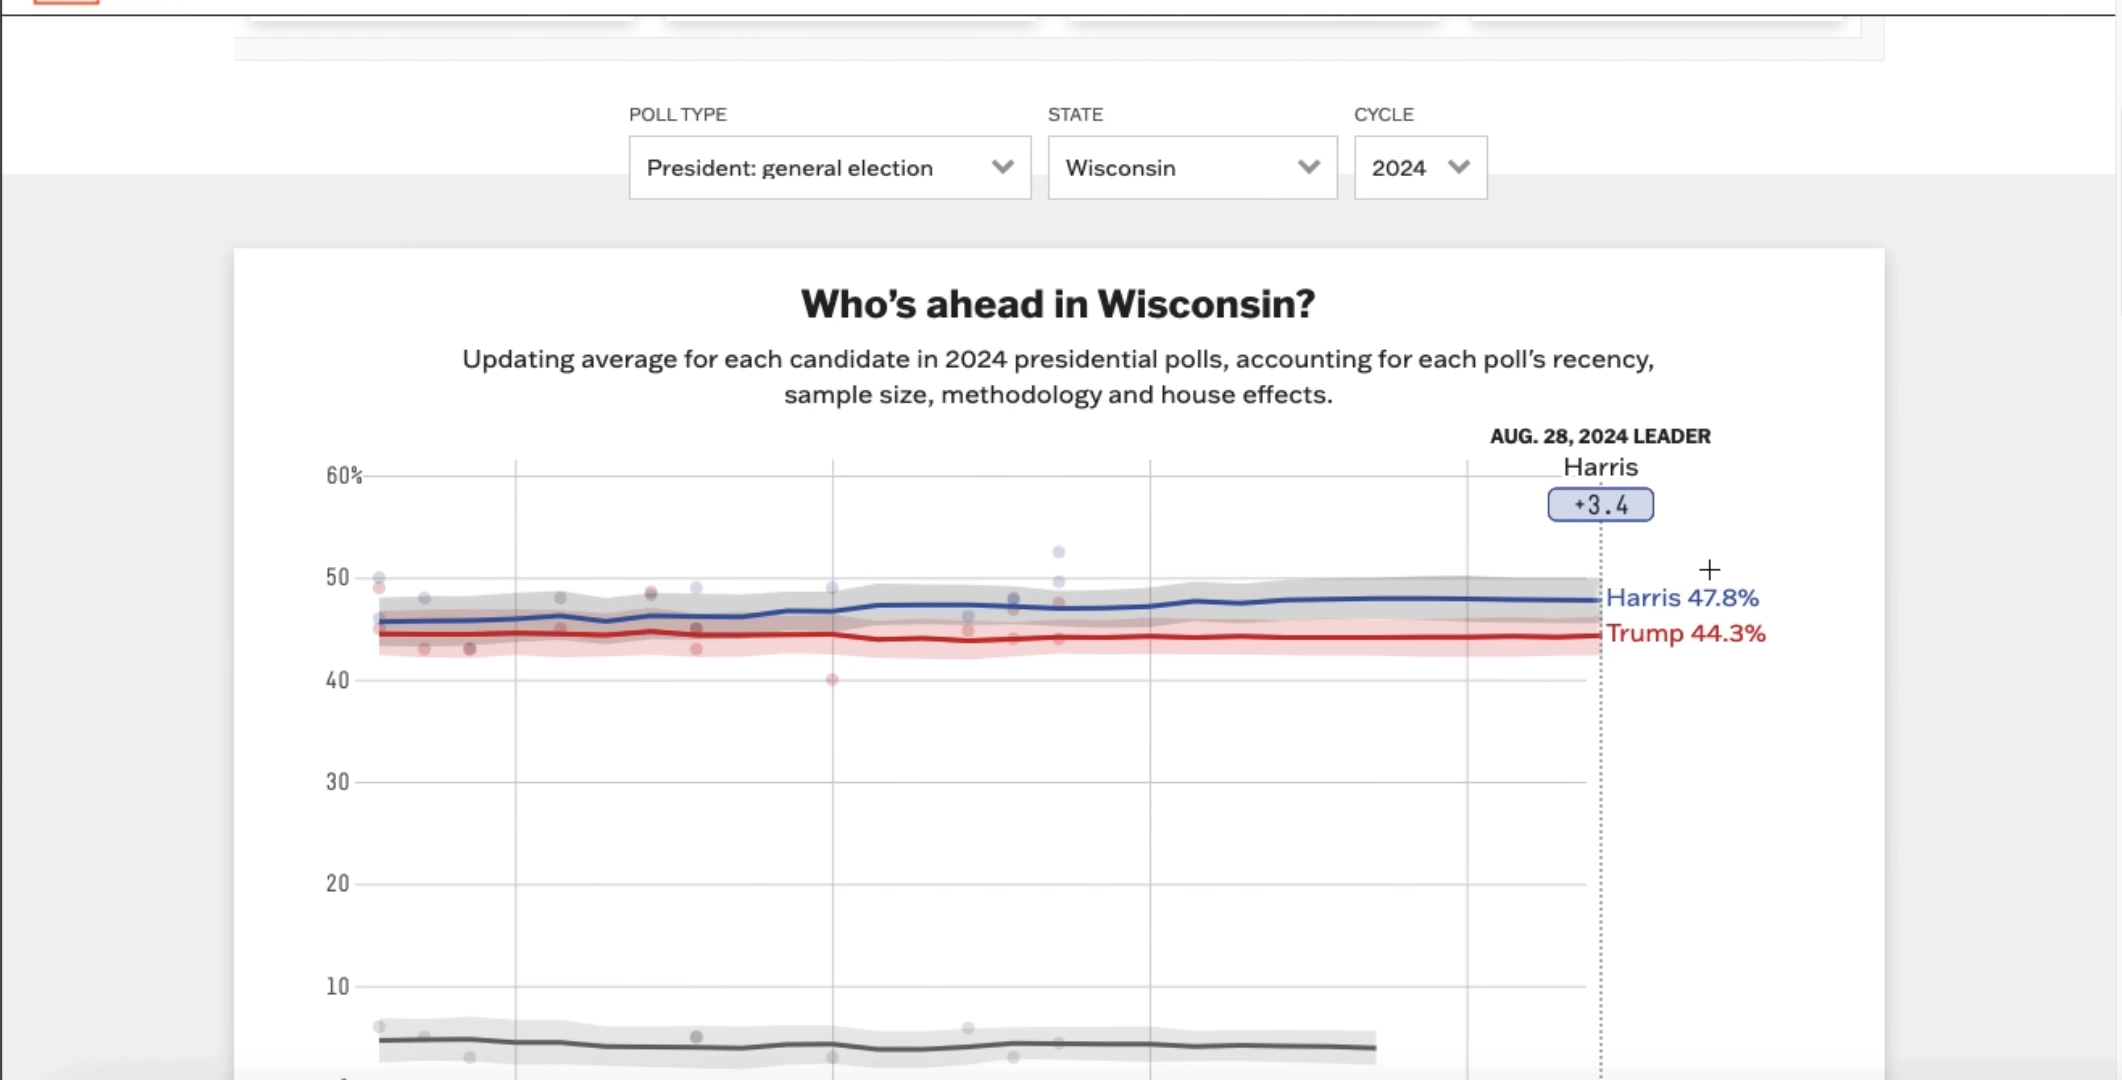 POLL TYPE
STATE
CYCLE
President: general election
Wisconsin
2024
Who’s ahead in Wisconsin?
Updating average for each candidate in 2024 presidential polls, accounting for each poll’s recency,
sample size, methodology and house effects.
AUG. 28, 2024 LEADER
Harris
+3.4
60%
50
Harris 47.8%
Trump 44.3%
40
30
20
10